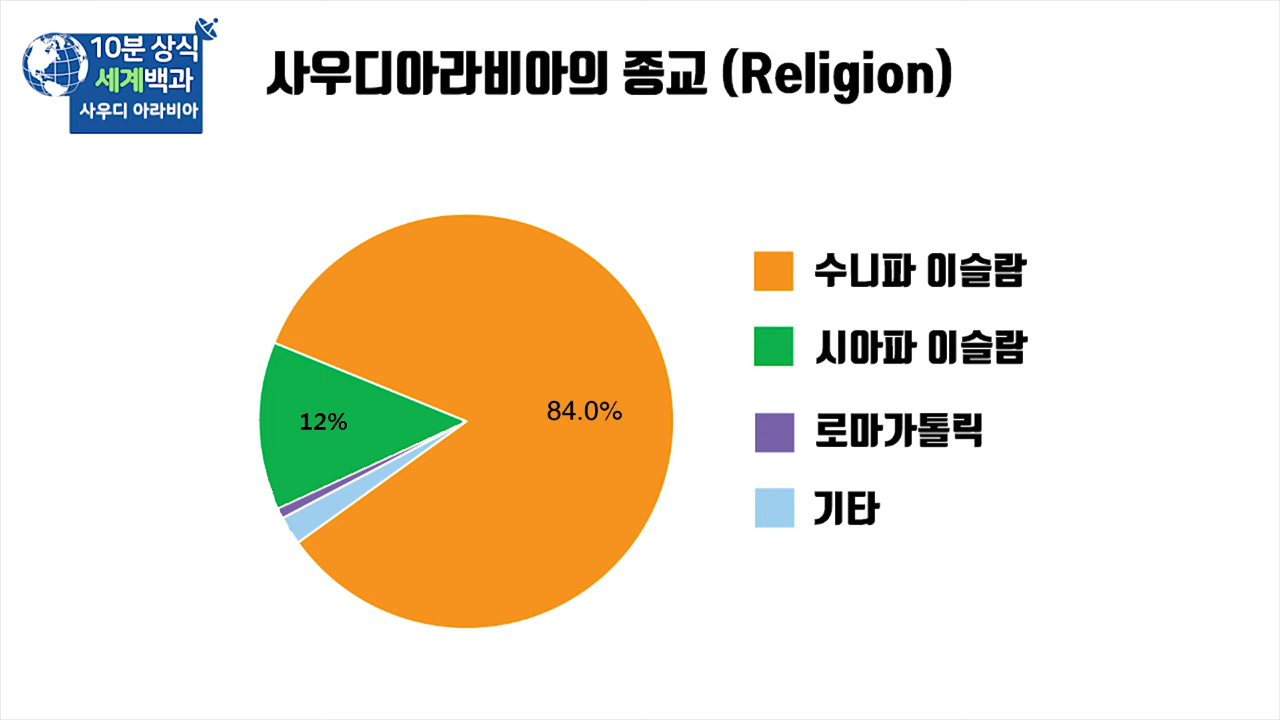 10분 상식
세계백과
사우디 아라비아
사우디아라비아의 종교 (Religion)
수니파 이슬람
시아파 이슬람
84.0%
12%
로마가톨릭
기타